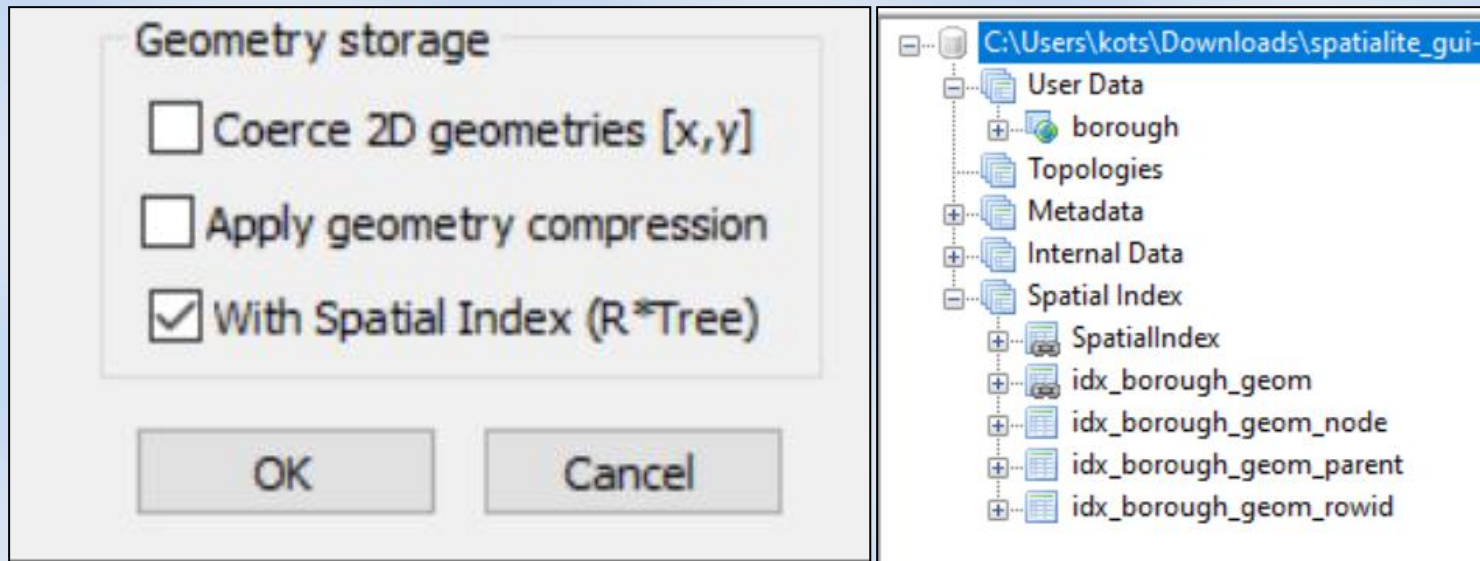 Geometry storage
Coerce 2D geometries [x,y]
Apply geometry compression
With Spatial Index (R*Tree)
OK
Cancel
C:\Users\kots\Downloads\spatialite_gui-
User Data
borough
Topologies
Metadata
Internal Data
Spatial Index
SpatialIndex
idx_borough_geom
idx_borough_geom_node
idx_borough_geom_parent
idx_borough_geom_rowid